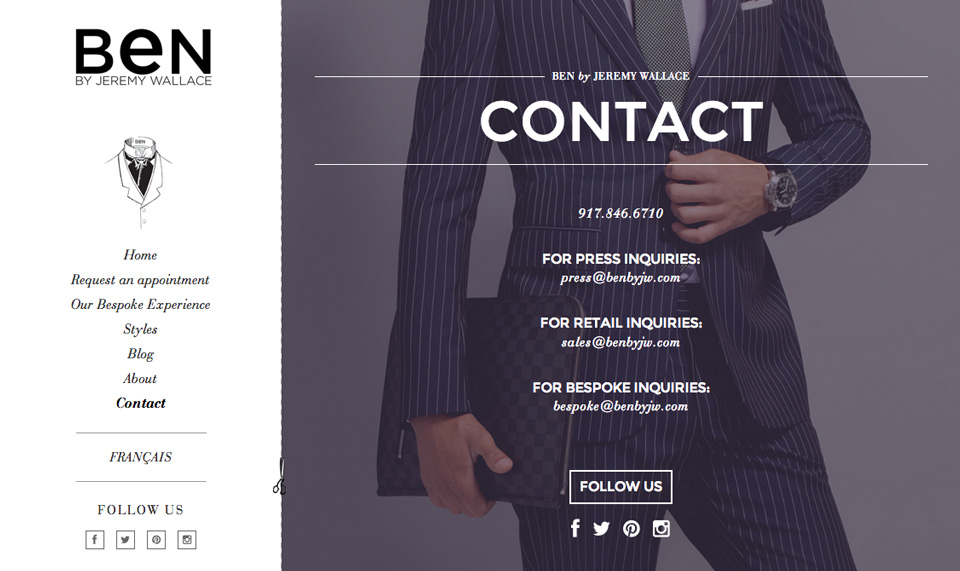 BeN
BY JEREMY WALLACE
BEN
Home
Request an appointment
Our Bespoke Experience
Styles
Blog
About
Contact
FRANÇAIS
FOLLOW US
BEN by JEREMY WALLACE
CONTACT
917.846.6710
FOR PRESS INQUIRIES:
press@benbyjw.com
FOR RETAIL INQUIRIES:
sales@benbyjw.com
FOR BESPOKE INQUIRIES:
bespoke@benbyjw.com
FOLLOW US